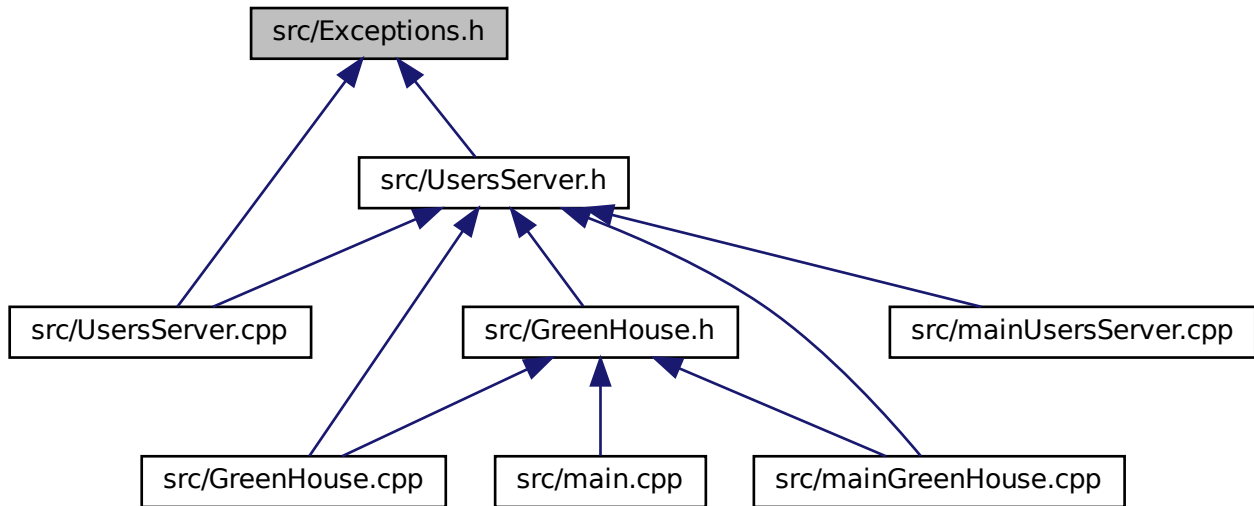 src/Exceptions.h
src/UsersServer.h
src/UsersServer.cpp
src/GreenHouse.h
src/mainUsersServer.cpp
src/GreenHouse.cpp
src/main.cpp
src/mainGreenHouse.cpp